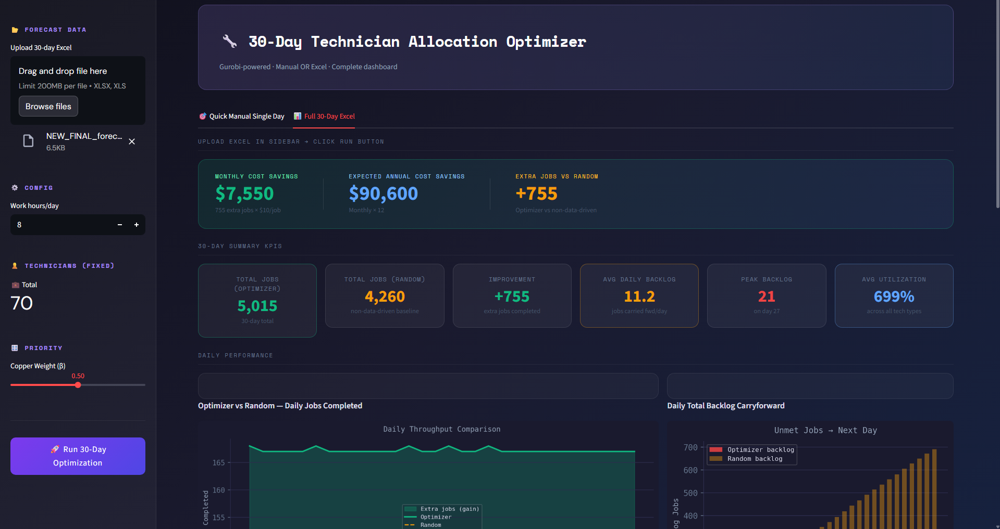 FORECAST DATA
Upload 30-day Excel
Drag and drop file here
Limit 200MB per file • XLSX, XLS
Browse files
NEW_FINAL_forec...
6.5KB
CONFIG
Work hours/day
8
TECHNICIANS (FIXED)
Total
70
PRIORITY
Copper Weight (β)
0.50
Run 30-Day
Optimization
30-Day Technician Allocation Optimizer
Gurobi-powered · Manual OR Excel · Complete dashboard
Quick Manual Single Day
Full 30-Day Excel
UPLOAD EXCEL IN SIDEBAR → CLICK RUN BUTTON
MONTHLY COST SAVINGS
$7,550
755 extra jobs × $10/job
EXPECTED ANNUAL COST SAVINGS
$90,600
Monthly × 12
EXTRA JOBS VS RANDOM
+755
Optimizer vs non-data-driven
30-DAY SUMMARY KPIS
TOTAL JOBS
(OPTIMIZER)
5,015
30-day total
TOTAL JOBS (RANDOM)
4,260
non-data-driven baseline
IMPROVEMENT
+755
extra jobs completed
AVG DAILY BACKLOG
11.2
jobs carried fwd/day
PEAK BACKLOG
21
on day 27
AVG UTILIZATION
699%
across all tech types
DAILY PERFORMANCE
Optimizer vs Random — Daily Jobs Completed
Daily Throughput Comparison
165
160
155
Completed
Extra jobs (gain)
Optimizer
Random
Daily Total Backlog Carryforward
Unmet Jobs → Next Day
700
600
500
400
og Jobs
Optimizer backlog
Random backlog